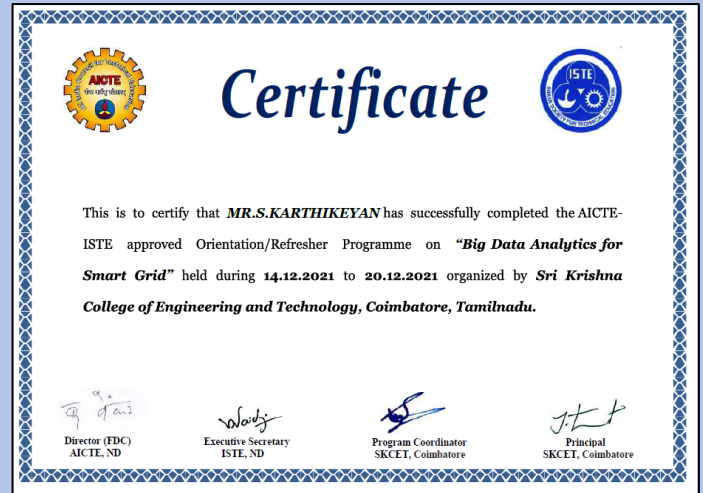 Certificate
AICTE
ISTE
This is to certify that MR.S.KARTHIKEYAN has successfully completed the AICTE-
ISTE approved Orientation/Refresher Programme on “Big Data Analytics for
Smart Grid” held during 14.12.2021 to 20.12.2021 organized by Sri Krishna
College of Engineering and Technology, Coimbatore, Tamilnadu.
Director (FDC)
AICTE, ND
Executive Secretary
ISTE, ND
Program Coordinator
SKCET, Coimbatore
Principal
SKCET, Coimbatore